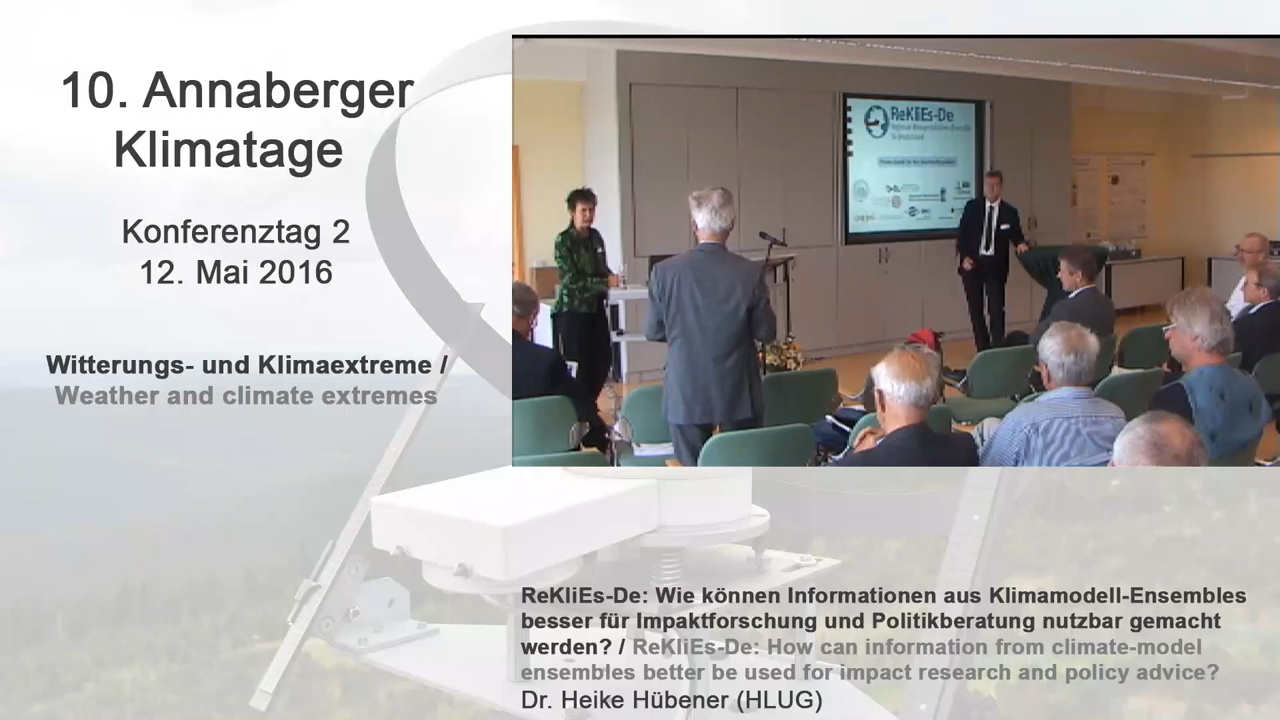 10. Annaberger
Klimatage
Konferenztag 2
12. Mai 2016
Witterungs- und Klimaextreme /
Weather and climate extremes
ReKliEs-De
ReKliEs-De: Wie können Informationen aus Klimamodell-Ensembles
besser für Impaktforschung und Politikberatung nutzbar gemacht
werden? / ReKliEs-De: How can information from climate-model
ensembles better be used for impact research and policy advice?
Dr. Heike Hübener (HLUG)